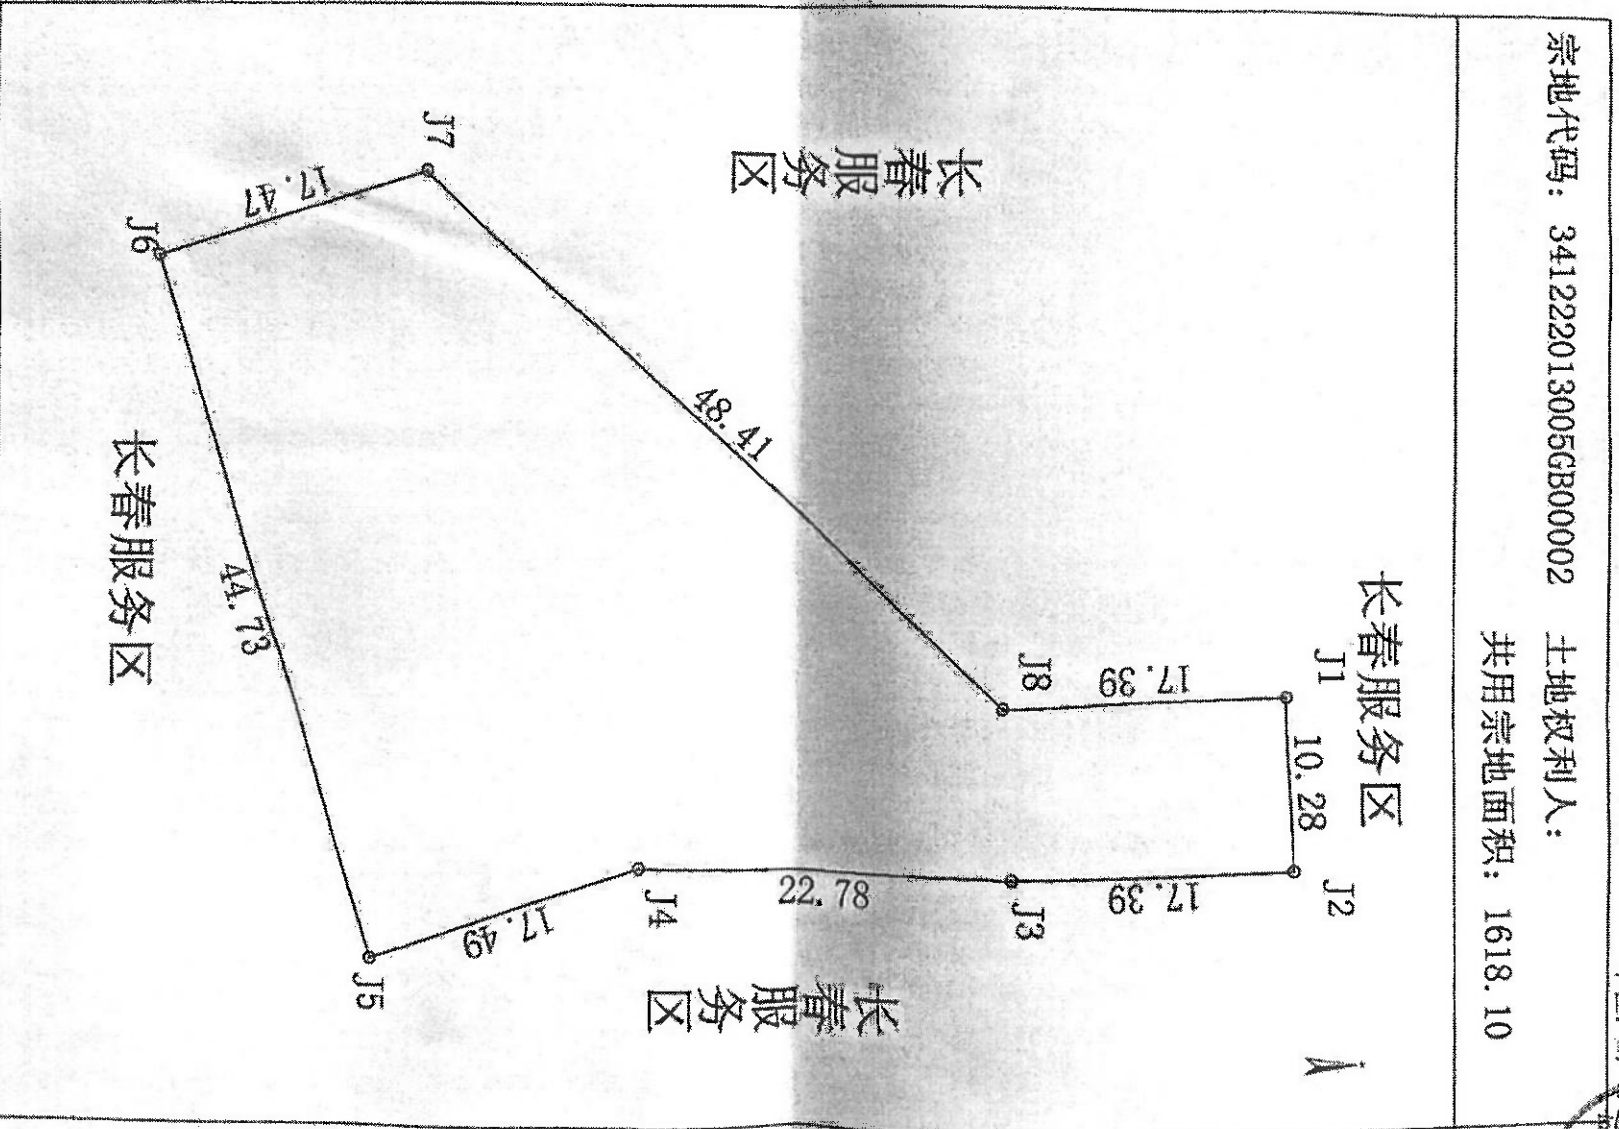 宗地代码: 341222013005GB00002 土地权利人:
共用宗地面积: 1618.10
长春服务区
J1
10.28
J2
17.39
17.39
J8
J3
长春服务区
48.41
22.78
J4
长春服务区
J7
17.47
17.49
J6
44.73
J5
长春服务区